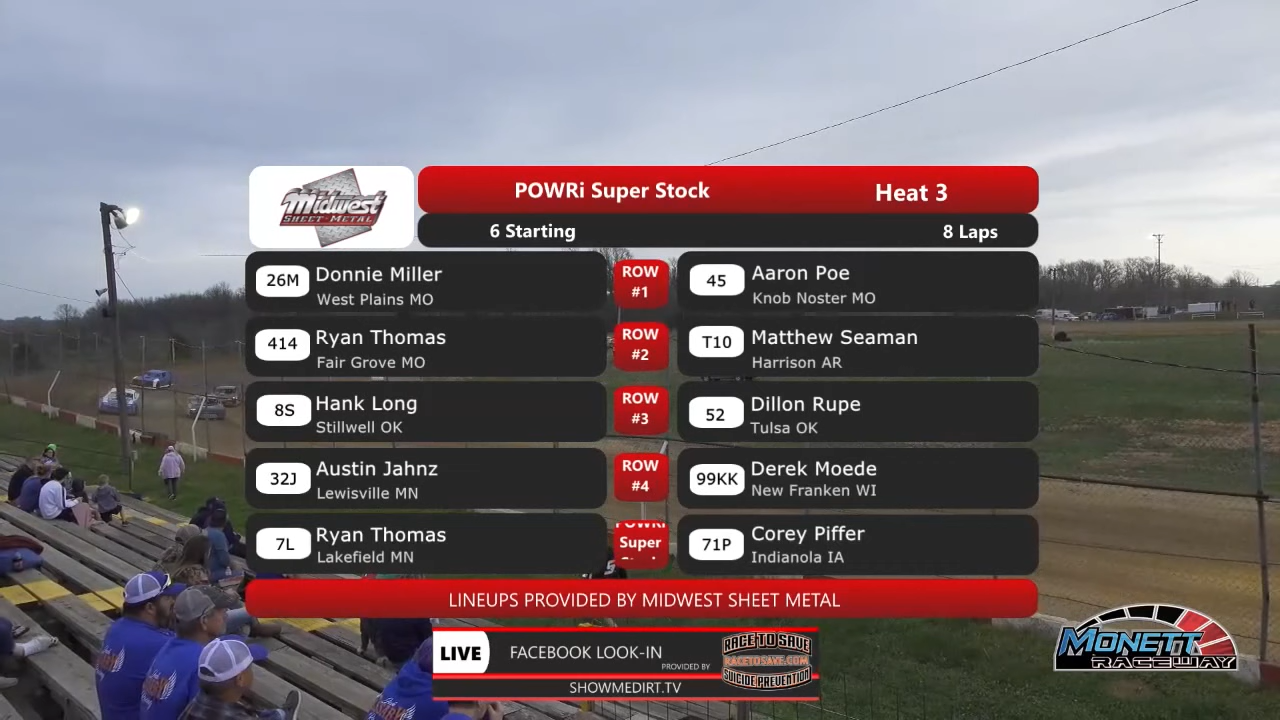 Midwest
SHEET-METAL
POWRi Super Stock
Heat 3
6 Starting
8 Laps
26M Donnie Miller
West Plains MO
ROW
#1
45 Aaron Poe
Knob Noster MO
414 Ryan Thomas
Fair Grove MO
ROW
#2
T10 Matthew Seaman
Harrison AR
8S Hank Long
Stillwell OK
ROW
#3
52 Dillon Rupe
Tulsa OK
32J Austin Jahnz
Lewisville MN
ROW
#4
99KK Derek Moede
New Franken WI
7L Ryan Thomas
Lakefield MN
POWRi
Super
Stock
71P Corey Piffer
Indianola IA
LINEUPS PROVIDED BY MIDWEST SHEET METAL
LIVE
FACEBOOK LOOK-IN
PROVIDED BY
RACE TO SAVE
RACETOSAVE.COM
SUICIDE PREVENTION
SHOWMEDIRT.TV
MONETT
RACEWAY